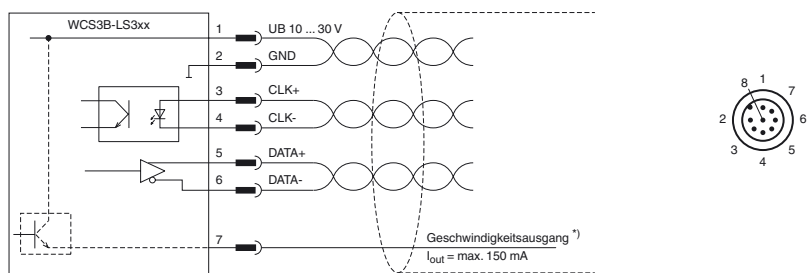 WCS3B-LS3xx
1 UB 10 ... 30 V
2 GND
3 CLK+
4 CLK-
5 DATA+
6 DATA-
7 Geschwindigkeitsausgang *)
Iout = max. 150 mA
8 1 7
2 6
3 5
4